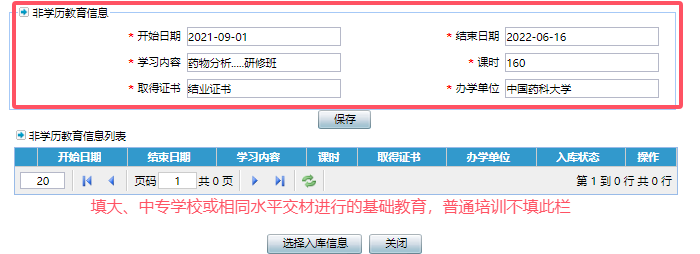 非学历教育信息
* 开始日期 2021-09-01 * 结束日期 2022-06-16
* 学习内容 药物分析.....研修班 * 课时 160
* 取得证书 结业证书 * 办学单位 中国药科大学
保存
非学历教育信息列表
开始日期 结束日期 学习内容 课时 取得证书 办学单位 入库状态 操作
20 页码 1 共 0 页 第 1 到 0 行 共 0 行
填大、中专学校或相同水平交材进行的基础教育，普通培训不填此栏
选择入库信息 关闭